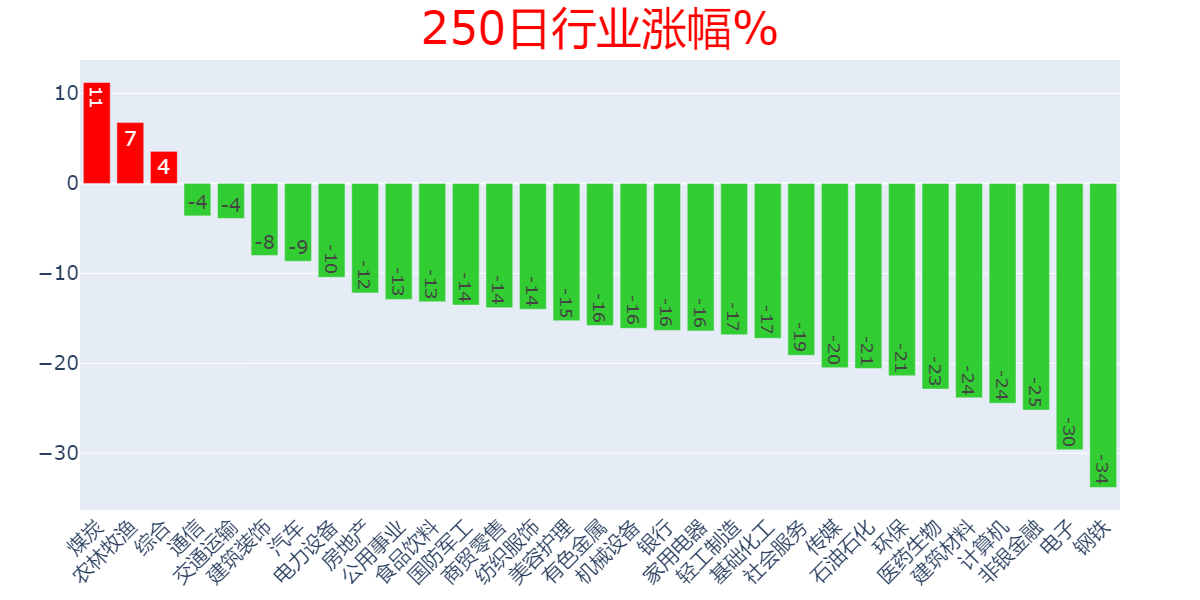 250日行业涨幅%
10
0
−10
−20
−30
11
7
4
-4
-4
-8
-9
-10
-12
-13
-13
-14
-14
-14
-15
-16
-16
-16
-16
-17
-17
-19
-20
-21
-21
-23
-24
-24
-25
-30
-34
煤炭
农林牧渔
综合
通信
交通运输
建筑装饰
汽车
电力设备
房地产
公用事业
食品饮料
国防军工
商贸零售
纺织服饰
美容护理
有色金属
机械设备
银行
家用电器
轻工制造
基础化工
社会服务
传媒
石油石化
环保
医药生物
建筑材料
计算机
非银金融
电子
钢铁